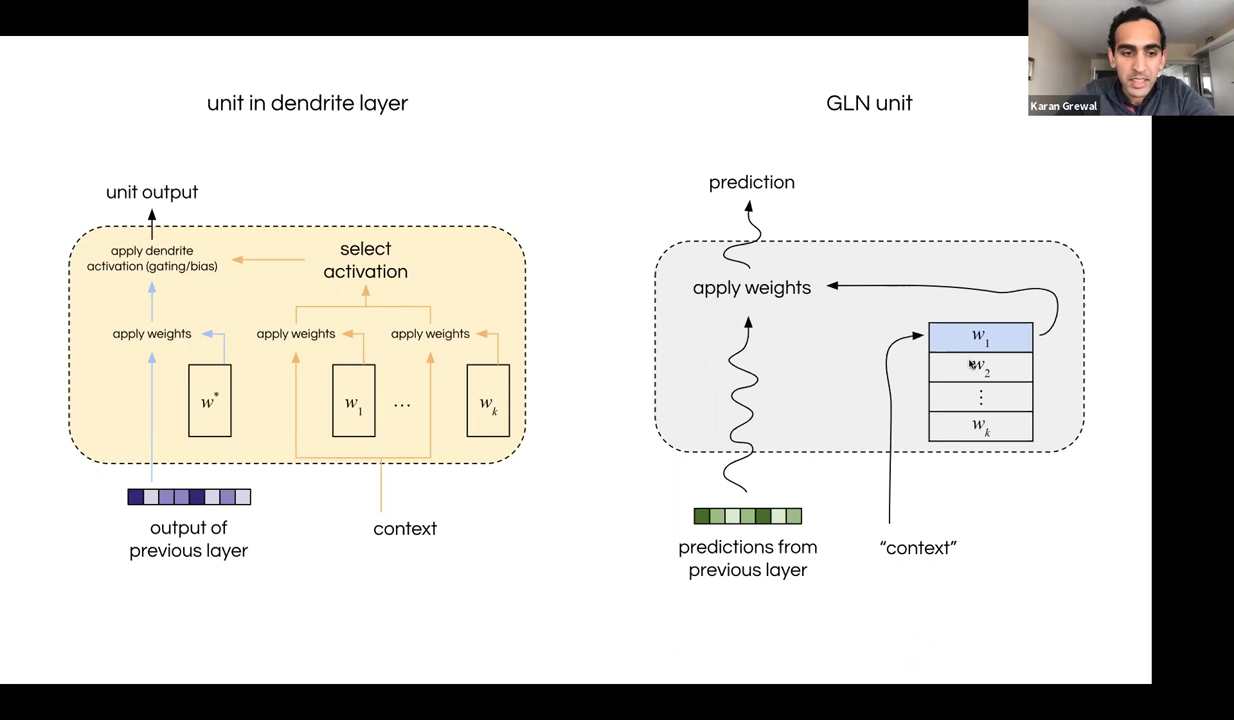 unit in dendrite layer
unit output
apply dendrite
activation (gating/bias)
select
activation
apply weights
apply weights
apply weights
w*
w1
...
wk
output of
previous layer
context
GLN unit
prediction
apply weights
w1
w2
⋮
wk
predictions from
previous layer
“context”
Karan Grewal